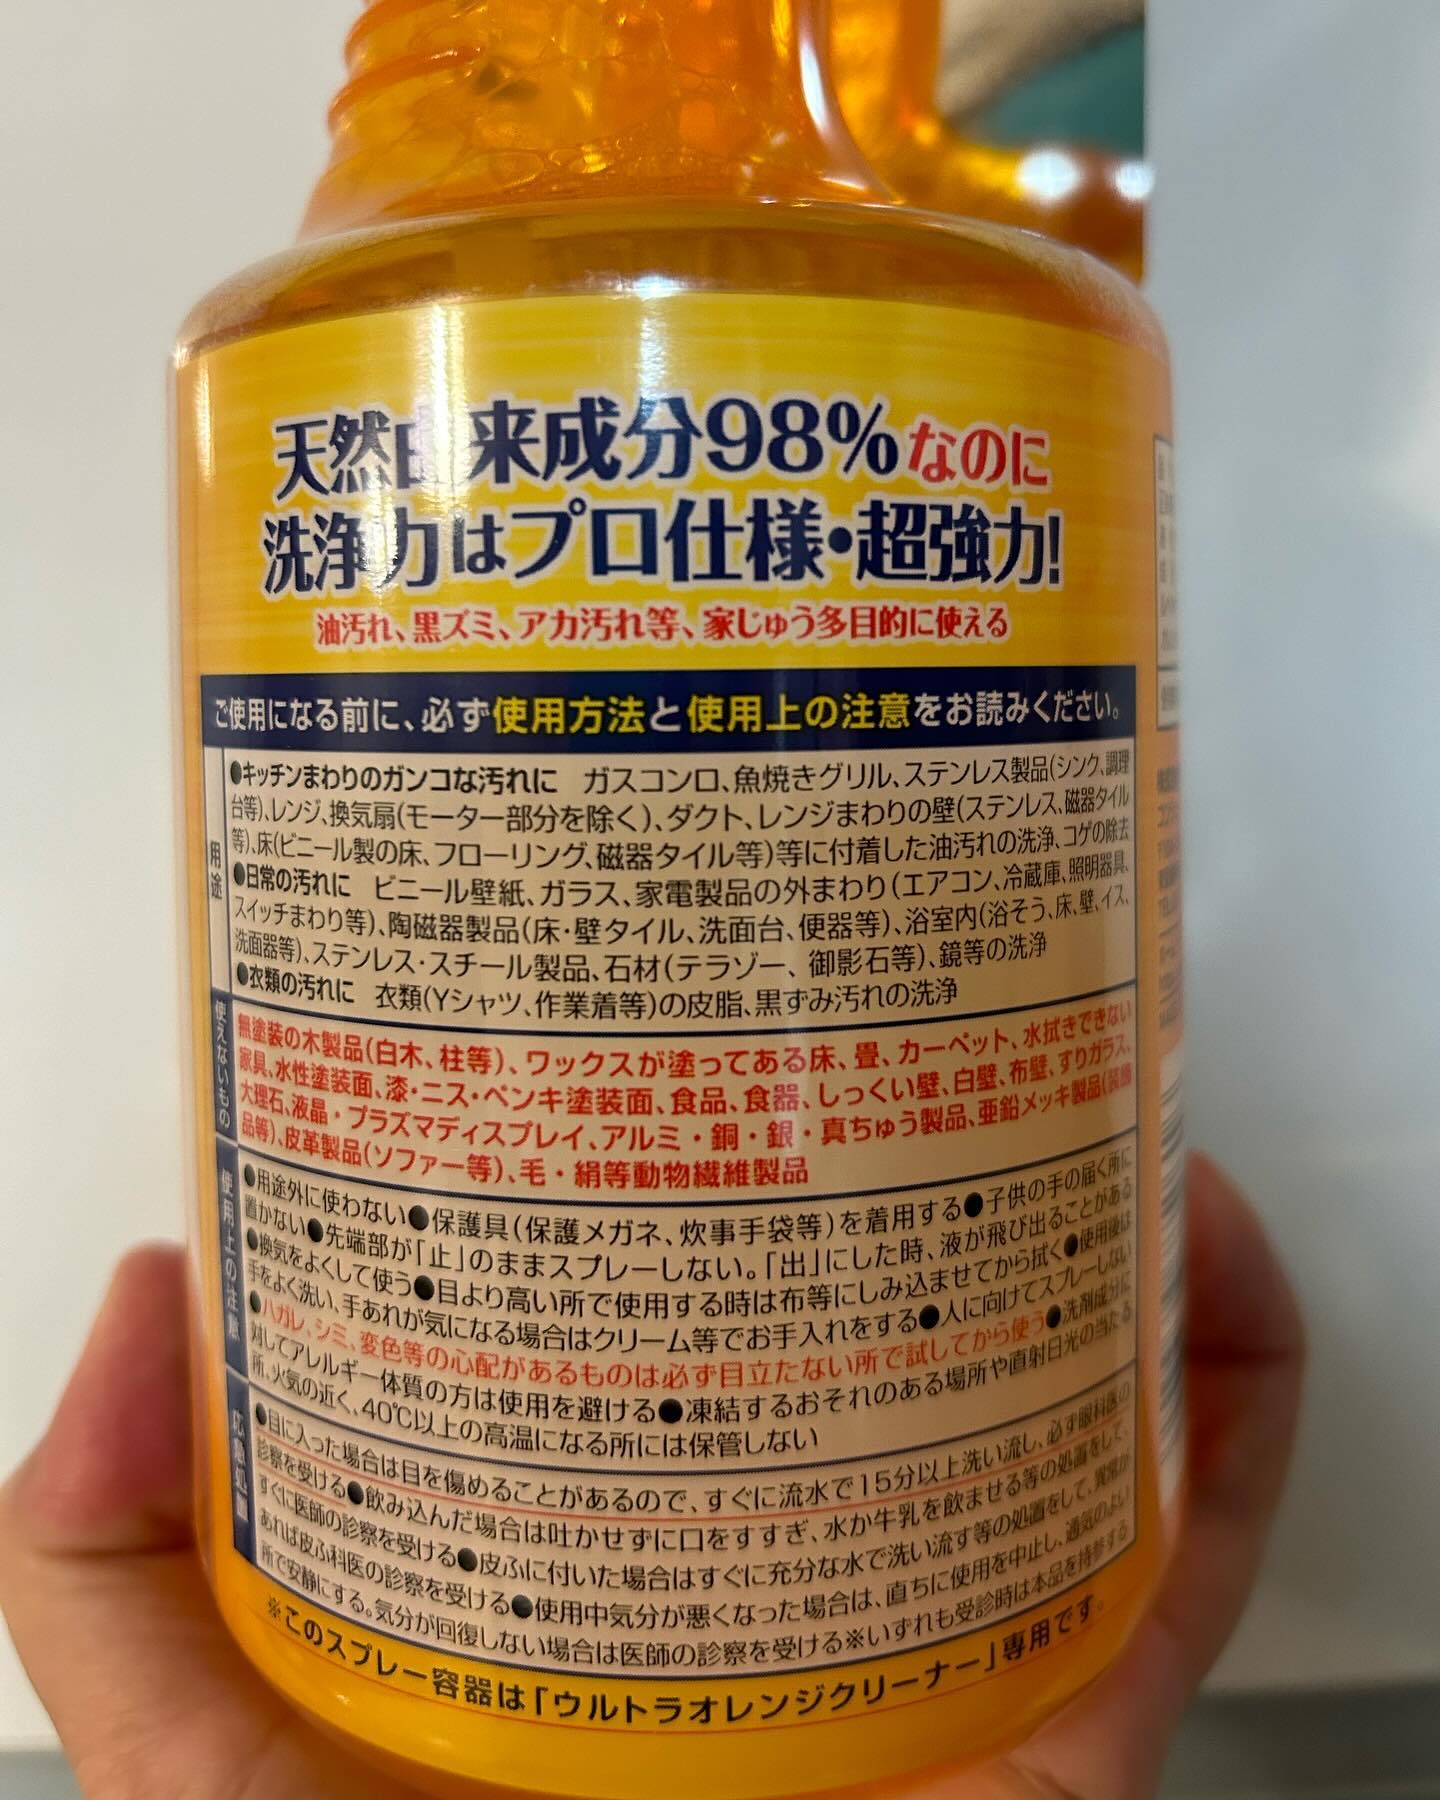 天然由来成分98%なのに
洗浄力はプロ仕様・超強力!
油汚れ、黒ズミ、アカ汚れ等、家じゅう多目的に使える
ご使用になる前に、必ず使用方法と使用上の注意をお読みください。
用途
●キッチンまわりのガンコな汚れに ガスコンロ、魚焼きグリル、ステンレス製品(シンク、調理
台等)、レンジ、換気扇(モーター部分を除く)、ダクト、レンジまわりの壁(ステンレス、磁器タイル
等)、床(ビニール製の床、フローリング、磁器タイル等)等に付着した油汚れの洗浄、コゲの除去
●日常の汚れに ビニール壁紙、ガラス、家電製品の外まわり(エアコン、冷蔵庫、照明器具、
スイッチまわり等)、陶磁器製品(床・壁タイル、洗面台、便器等)、浴室内(浴そう、床、壁、イス、
洗面器等)、ステンレス・スチール製品、石材(テラゾー、御影石等)、鏡等の洗浄
●衣類の汚れに 衣類(Yシャツ、作業着等)の皮脂、黒ずみ汚れの洗浄
使えないもの
無塗装の木製品(白木、柱等)、ワックスが塗ってある床、畳、カーペット、水拭きできない
家具、水性塗装面、漆・ニス・ペンキ塗装面、食品、食器、しっくい壁、白壁、布壁、すりガラス、
大理石、液晶・プラズマディスプレイ、アルミ・銅・銀・真ちゅう製品、亜鉛メッキ製品(装飾
品等)、皮革製品(ソファー等)、毛・絹等動物繊維製品
使用上の注意
●用途外に使わない●保護具(保護メガネ、炊事手袋等)を着用する●子供の手の届く所に
置かない●先端部が「止」のままスプレーしない。「出」にした時、液が飛び出ることがある
●換気をよくして使う●目より高い所で使用する時は布等にしみ込ませてから拭く●使用後は
手をよく洗い、手あれが気になる場合はクリーム等でお手入れをする●人に向けてスプレーしない
●ハガレ、シミ、変色等の心配があるものは必ず目立たない所で試してから使う●洗剤成分に
対してアレルギー体質の方は使用を避ける●凍結するおそれのある場所や直射日光の当たる
所、火気の近く、40℃以上の高温になる所には保管しない
応急処置
●目に入った場合は目を傷めることがあるので、すぐに流水で15分以上洗い流し、必ず眼科医の
診察を受ける●飲み込んだ場合は吐かせずに口をすすぎ、水か牛乳を飲ませる等の処置をして、
すぐに医師の診察を受ける●皮ふに付いた場合はすぐに充分な水で洗い流す等の処置をして、異常が
あれば皮ふ科医の診察を受ける●使用中気分が悪くなった場合は、直ちに使用を中止し、通気のよい
所で安静にする。気分が回復しない場合は医師の診察を受ける※いずれも受診時は本品を持参する
※このスプレー容器は「ウルトラオレンジクリーナー」専用です。